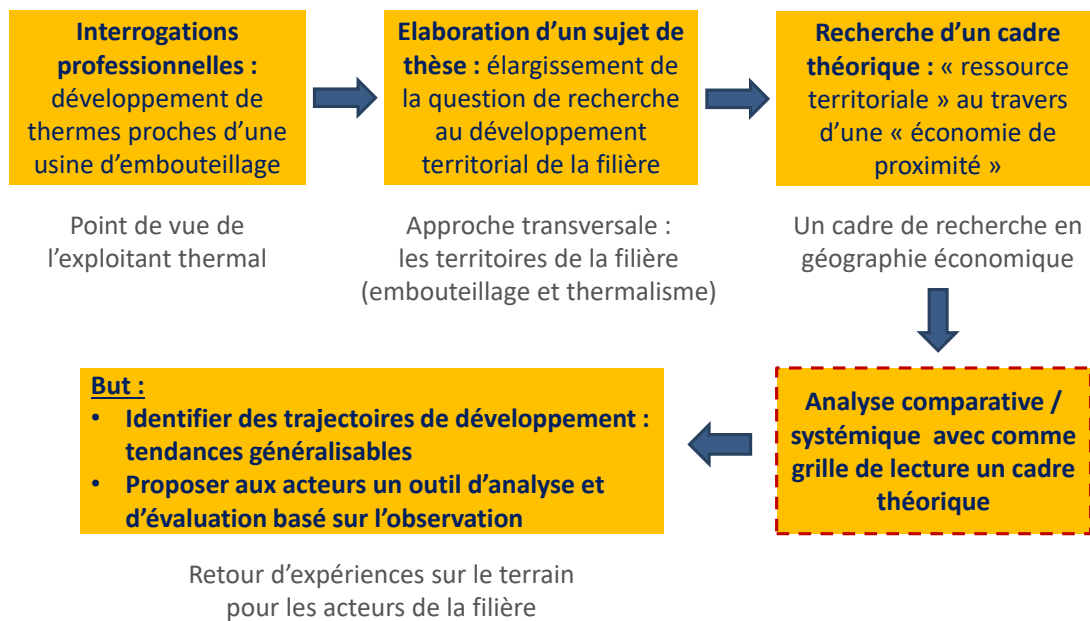 Interrogations
professionnelles :
développement de
thermes proches d’une
usine d’embouteillage
Point de vue de
l’exploitant thermal
Elaboration d’un sujet de
thèse : élargissement de
la question de recherche
au développement
territorial de la filière
Approche transversale :
les territoires de la filière
(embouteillage et thermalisme)
Recherche d’un cadre
théorique : « ressource
territoriale » au travers
d’une « économie de
proximité »
Un cadre de recherche en
géographie économique
Analyse comparative /
systémique avec comme
grille de lecture un cadre
théorique
But :
• Identifier des trajectoires de développement :
tendances généralisables
• Proposer aux acteurs un outil d’analyse et
d’évaluation basé sur l’observation
Retour d’expériences sur le terrain
pour les acteurs de la filière